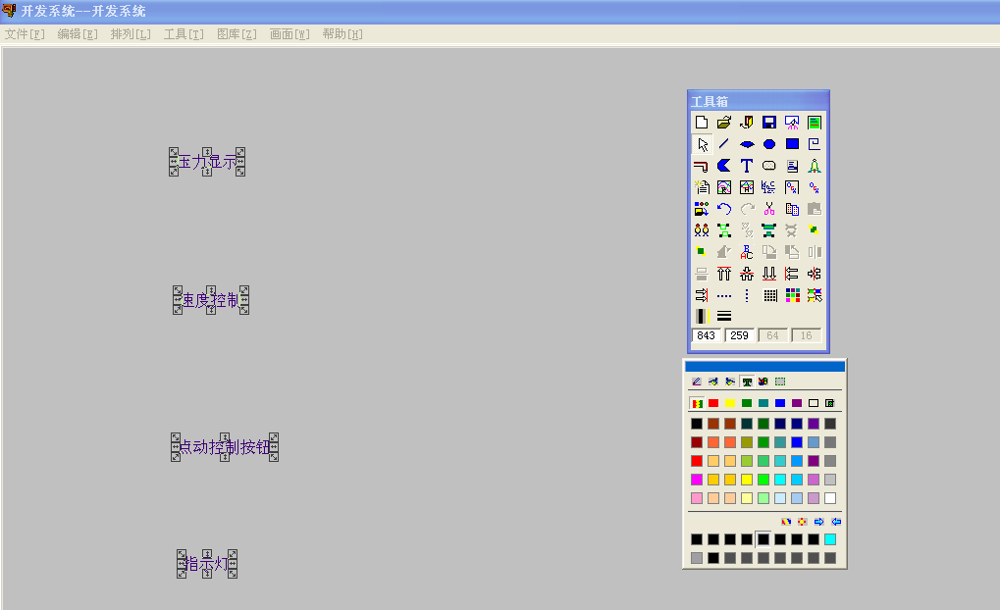 开发系统--开发系统
文件[F] 编辑[E] 排列[L] 工具[T] 图库[Z] 画面[W] 帮助[H]
工具箱
压力显示
速度控制
点动控制按钮
指示灯
843 259 64 16